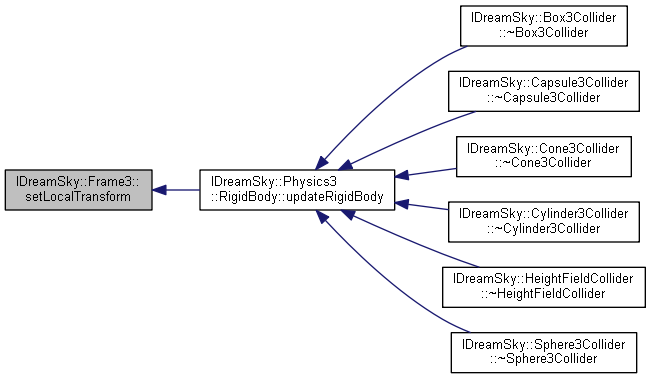 IDreamSky::Frame3::
setLocalTransform
IDreamSky::Physics3
::RigidBody::updateRigidBody
IDreamSky::Box3Collider
::~Box3Collider
IDreamSky::Capsule3Collider
::~Capsule3Collider
IDreamSky::Cone3Collider
::~Cone3Collider
IDreamSky::Cylinder3Collider
::~Cylinder3Collider
IDreamSky::HeightFieldCollider
::~HeightFieldCollider
IDreamSky::Sphere3Collider
::~Sphere3Collider